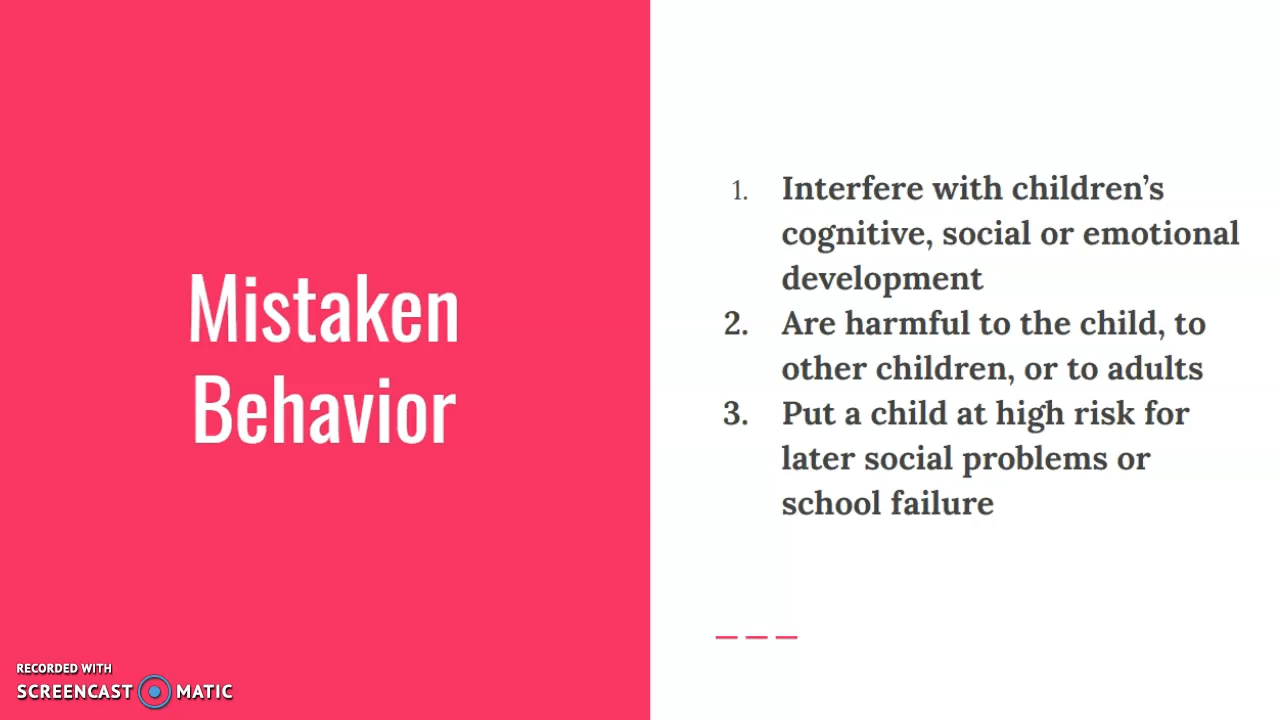 Mistaken
Behavior
1. Interfere with children’s
cognitive, social or emotional
development
2. Are harmful to the child, to
other children, or to adults
3. Put a child at high risk for
later social problems or
school failure
RECORDED WITH
SCREENCAST MATIC